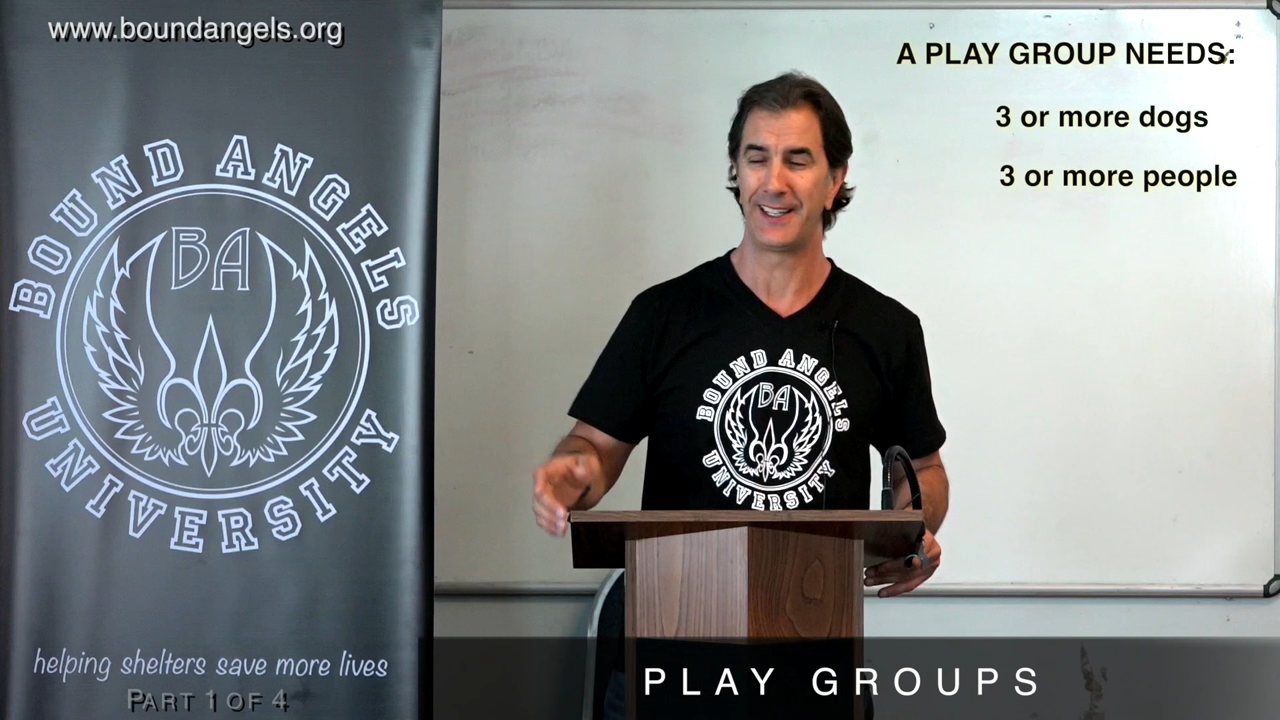 www.boundangels.org
BOUND ANGELS
BA
UNIVERSITY
helping shelters save more lives
PART 1 OF 4
A PLAY GROUP NEEDS:
3 or more dogs
3 or more people
BOUND ANGELS
BA
UNIVERSITY
PLAY GROUPS